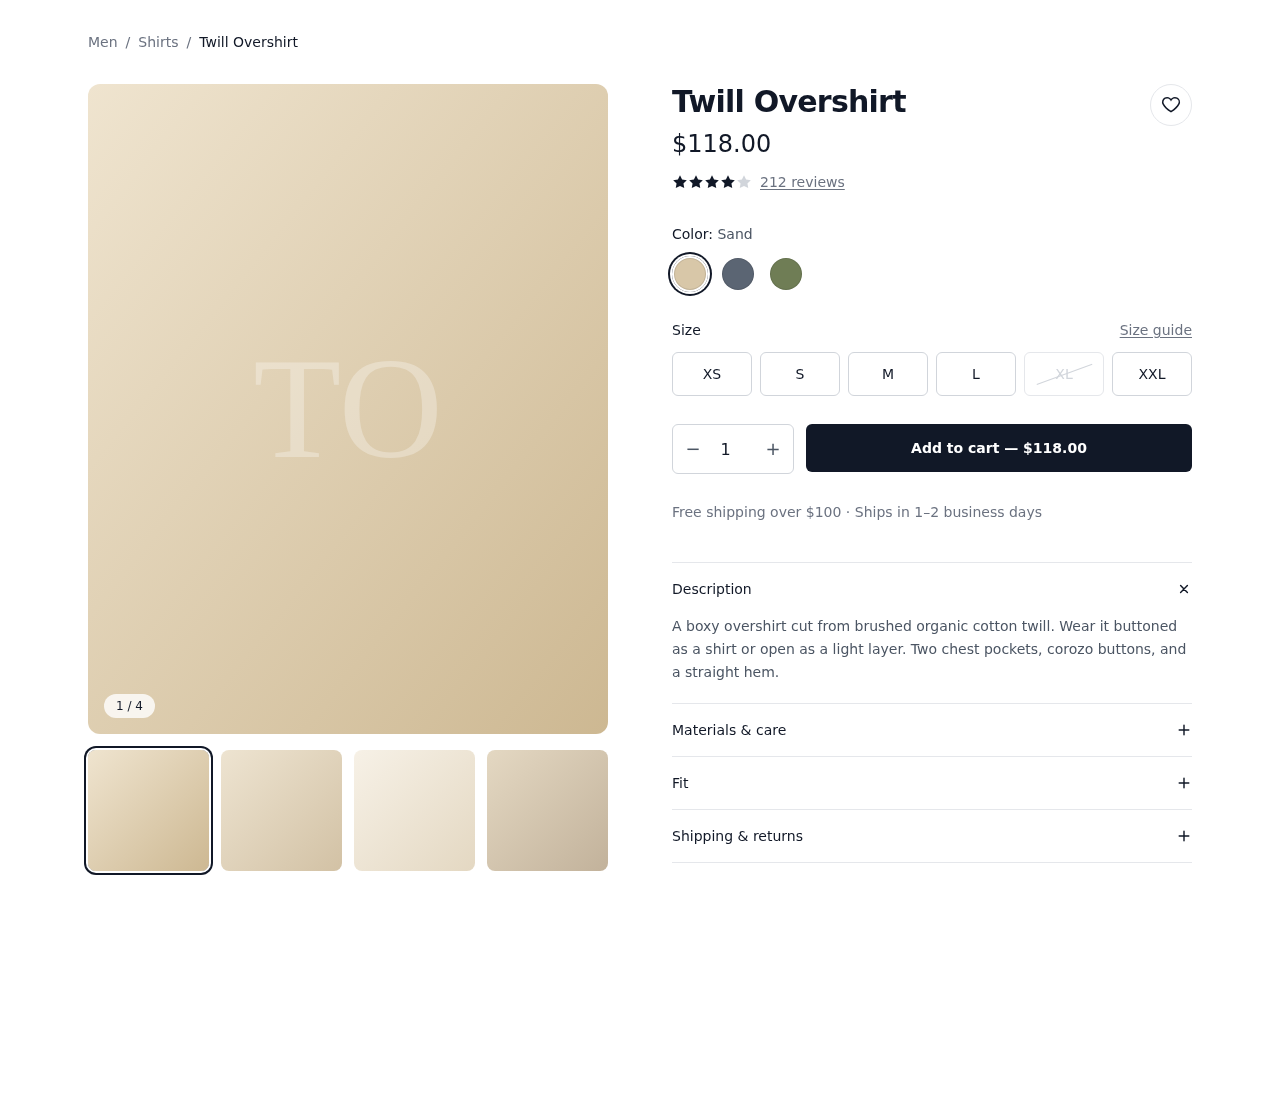 Men / Shirts / Twill Overshirt
TO
1 / 4
Twill Overshirt
$118.00
212 reviews
Color: Sand
Size
Size guide
XS
S
M
L
XL
XXL
− 1 +
Add to cart — $118.00
Free shipping over $100 · Ships in 1–2 business days
Description
A boxy overshirt cut from brushed organic cotton twill. Wear it buttoned
as a shirt or open as a light layer. Two chest pockets, corozo buttons, and
a straight hem.
Materials & care
Fit
Shipping & returns